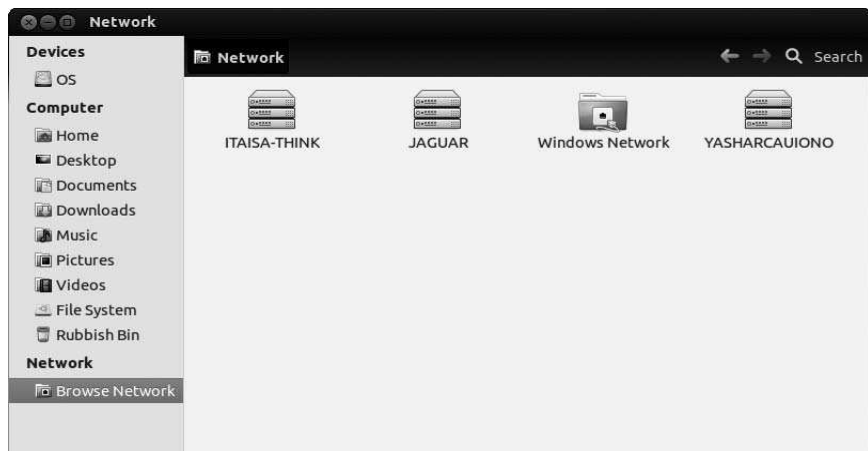 Network
Devices
OS
Computer
Home
Desktop
Documents
Downloads
Music
Pictures
Videos
File System
Rubbish Bin
Network
Browse Network
Network
Search
ITAISA-THINK
JAGUAR
Windows Network
YASHARCAUIONO